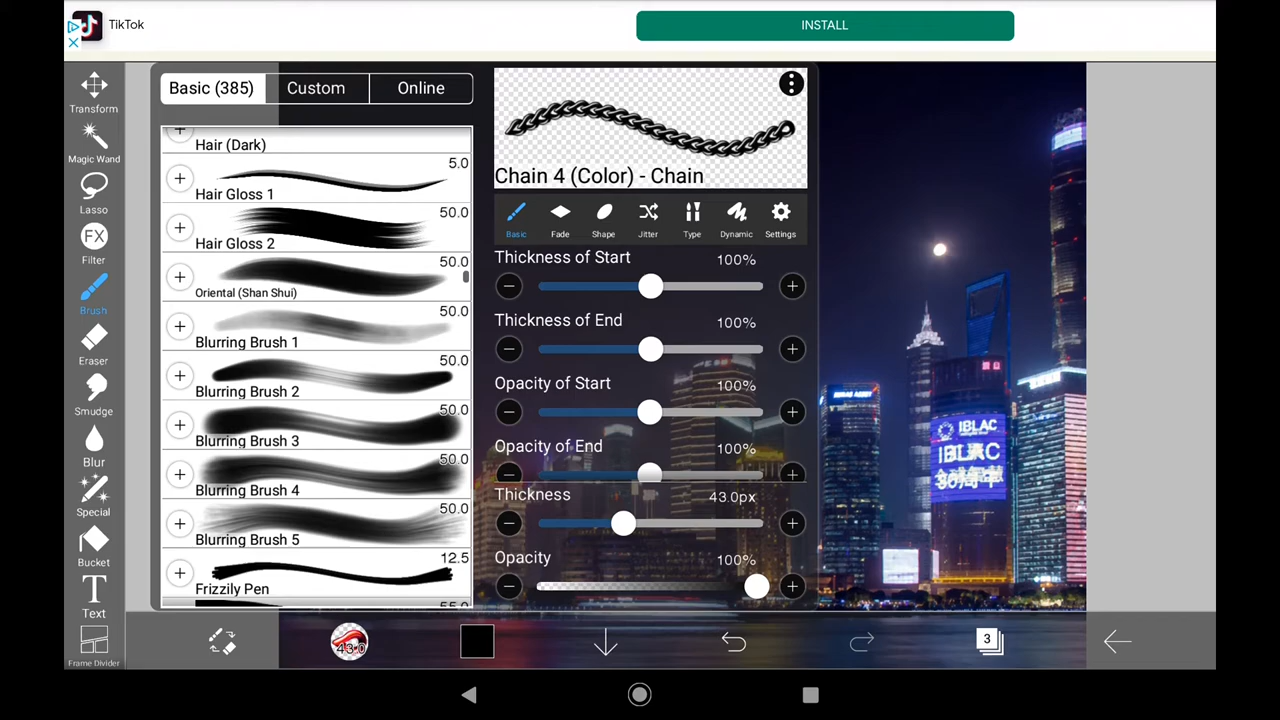 TikTok
INSTALL
Transform
Magic Wand
Lasso
FX
Filter
Brush
Eraser
Smudge
Blur
Special
Bucket
T
Text
Frame Divider
Basic (385)
Custom
Online
Hair (Dark)
5.0
Hair Gloss 1
50.0
Hair Gloss 2
50.0
Oriental (Shan Shui)
50.0
Blurring Brush 1
50.0
Blurring Brush 2
50.0
Blurring Brush 3
50.0
Blurring Brush 4
50.0
Blurring Brush 5
12.5
Frizzily Pen
55.0
Chain 4 (Color) - Chain
Basic
Fade
Shape
Jitter
Type
Dynamic
Settings
Thickness of Start
100%
Thickness of End
100%
Opacity of Start
100%
Opacity of End
100%
Thickness
43.0px
Opacity
100%
IBLAC
IBLAC
43.0
3